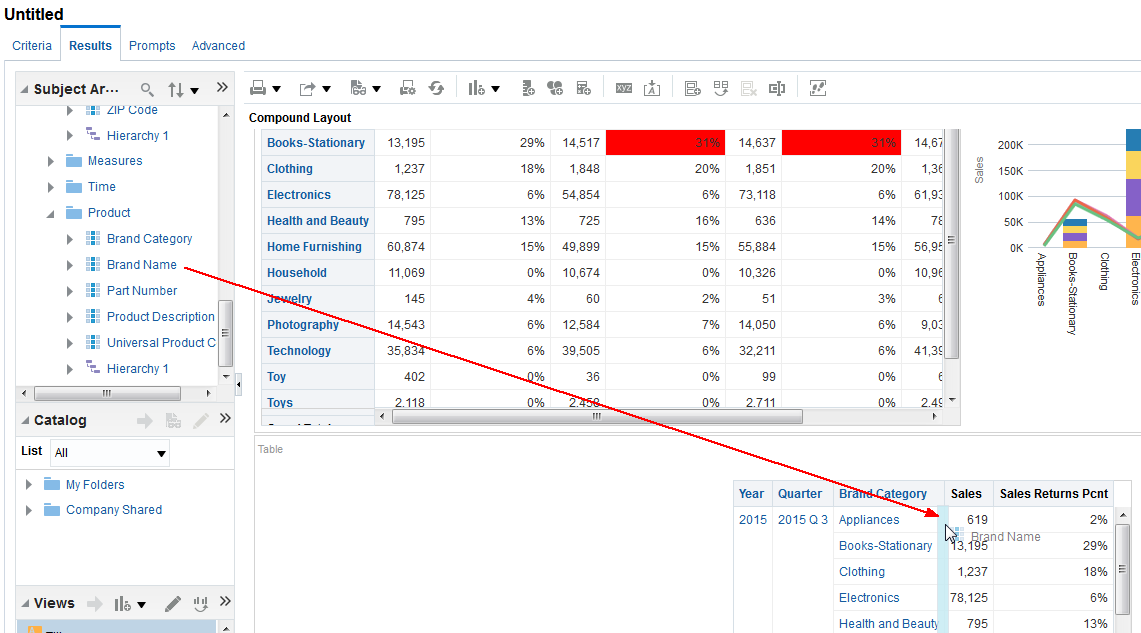 Untitled
Criteria Results Prompts Advanced
Subject Ar...
ZIP Code
Hierarchy 1
Measures
Time
Product
Brand Category
Brand Name
Part Number
Product Description
Universal Product C
Hierarchy 1
Catalog
List All
My Folders
Company Shared
Views
xyz
Compound Layout
Books-Stationary 13,195 29% 14,517 31% 14,637 31% 14,67
Clothing 1,237 18% 1,848 20% 1,851 20% 1,36
Electronics 78,125 6% 54,854 6% 73,118 6% 61,93
Health and Beauty 795 13% 725 16% 636 14% 78
Home Furnishing 60,874 15% 49,899 15% 55,884 15% 56,95
Household 11,069 0% 10,674 0% 10,326 0% 10,96
Jewelry 145 4% 60 2% 51 3%
Photography 14,543 6% 12,584 7% 14,050 6% 9,03
Technology 35,834 6% 39,505 6% 32,211 6% 41,39
Toy 402 0% 36 0% 99 0%
Toys 2,118 0% 2,458 0% 2,711 0% 2,49
Sales
200K
150K
100K
50K
0K
Appliances
Books-Stationary
Clothing
Electronics
Table
Year Quarter Brand Category Sales Sales Returns Pcnt
2015 2015 Q 3 Appliances 619 2%
Brand Name
Books-Stationary 13,195 29%
Clothing 1,237 18%
Electronics 78,125 6%
Health and Beauty 795 13%